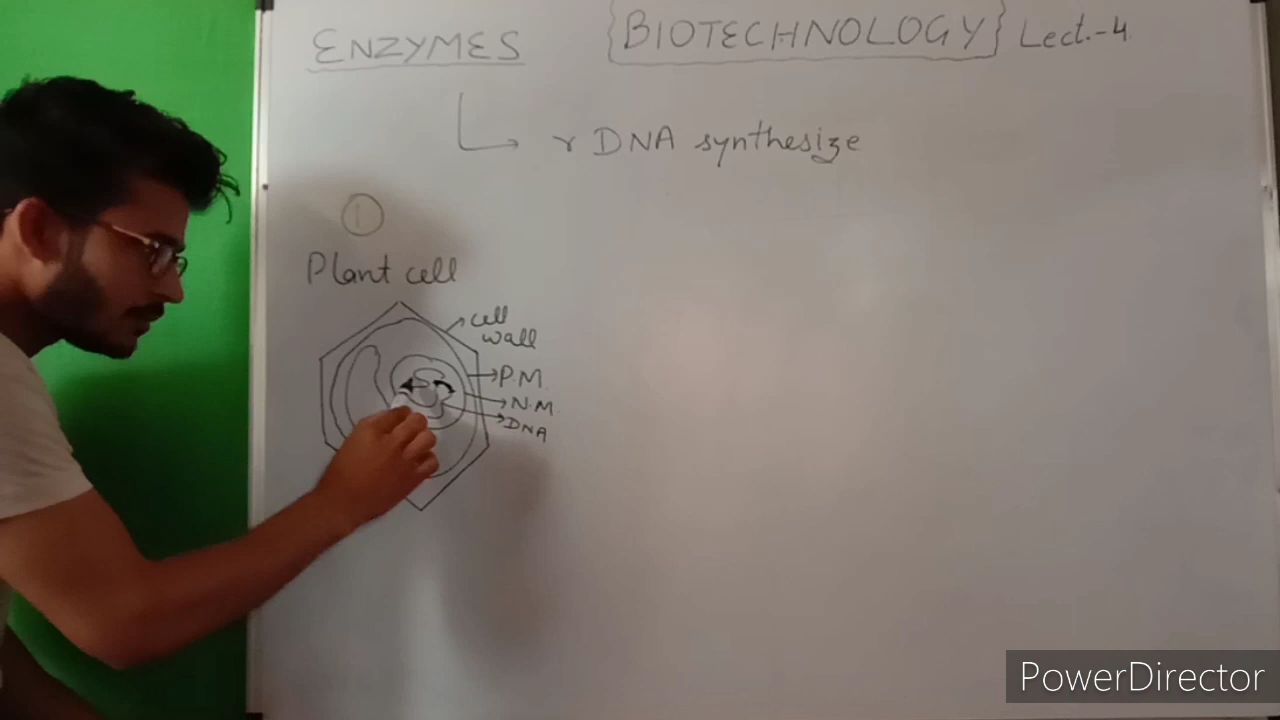 ENZYMES {BIOTECHNOLOGY} Lect.-4
r DNA synthesize
1
Plant cell
cell
wall
P.M.
N.M
DNA
PowerDirector